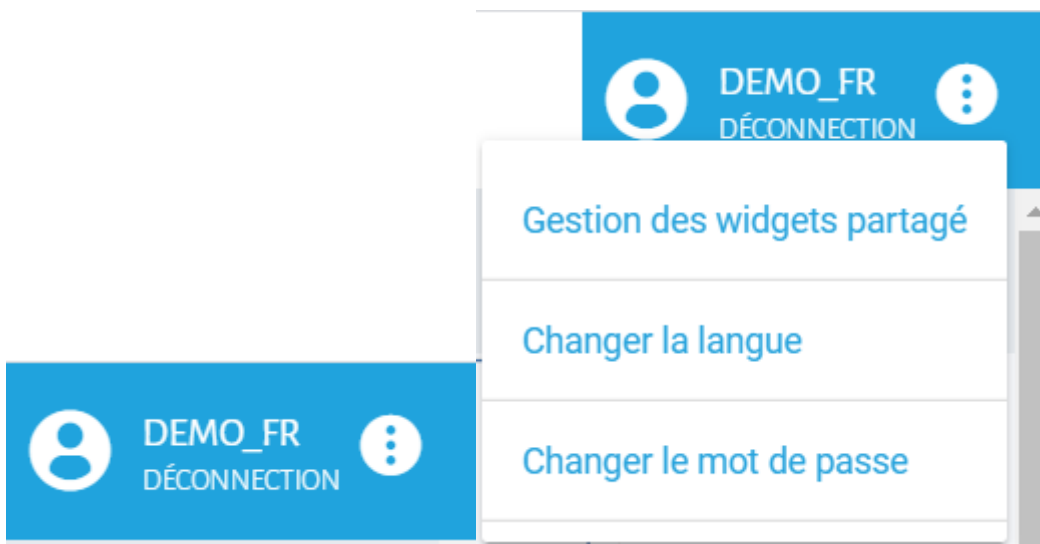 DEMO_FR
DÉCONNECTION
Gestion des widgets partagé
Changer la langue
Changer le mot de passe
DEMO_FR
DÉCONNECTION